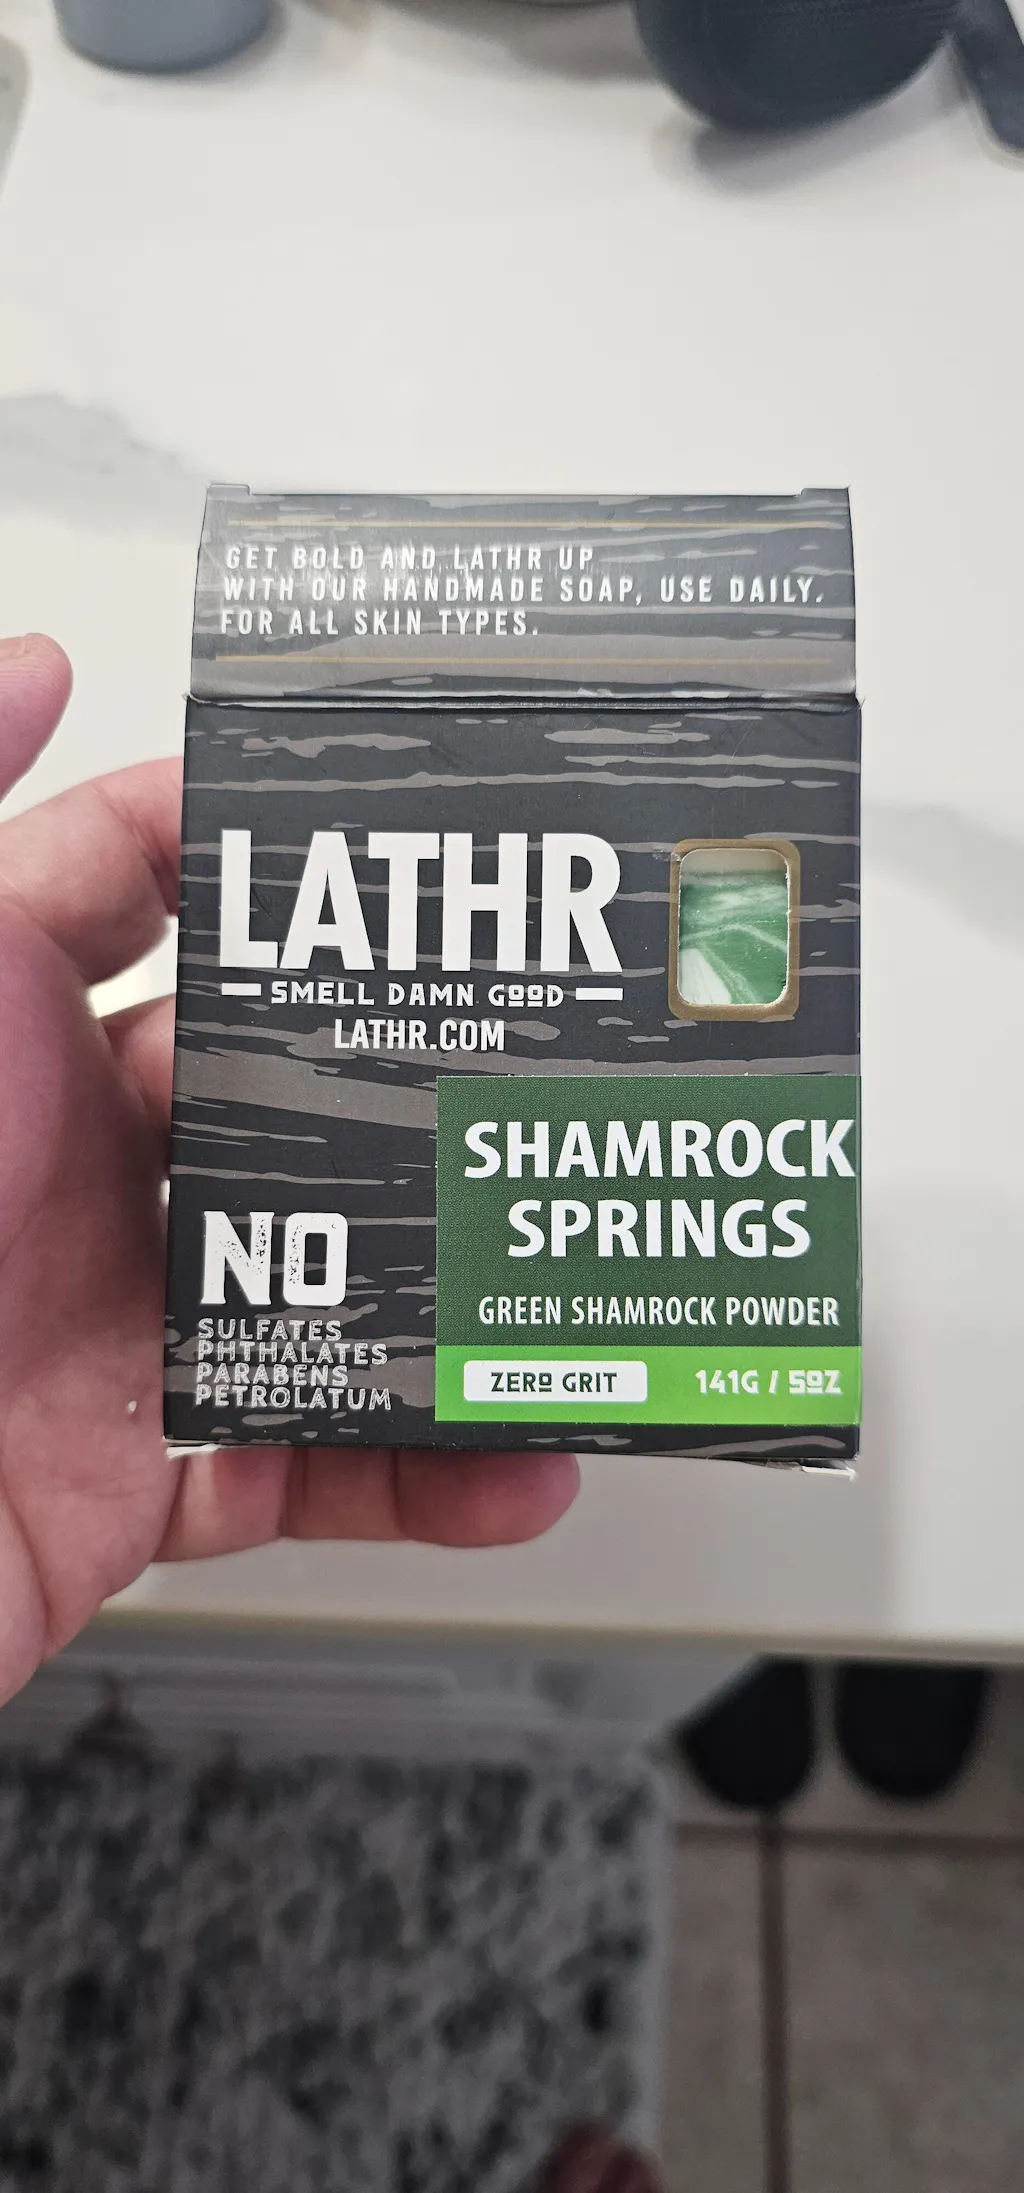 GET BOLD AND LATHR UP
WITH OUR HANDMADE SOAP, USE DAILY.
FOR ALL SKIN TYPES.
LATHR
SMELL DAMN GOOD
LATHR.COM
SHAMROCK
SPRINGS
GREEN SHAMROCK POWDER
ZERO GRIT 141G / 5OZ
NO
SULFATES
PHTHALATES
PARABENS
PETROLATUM